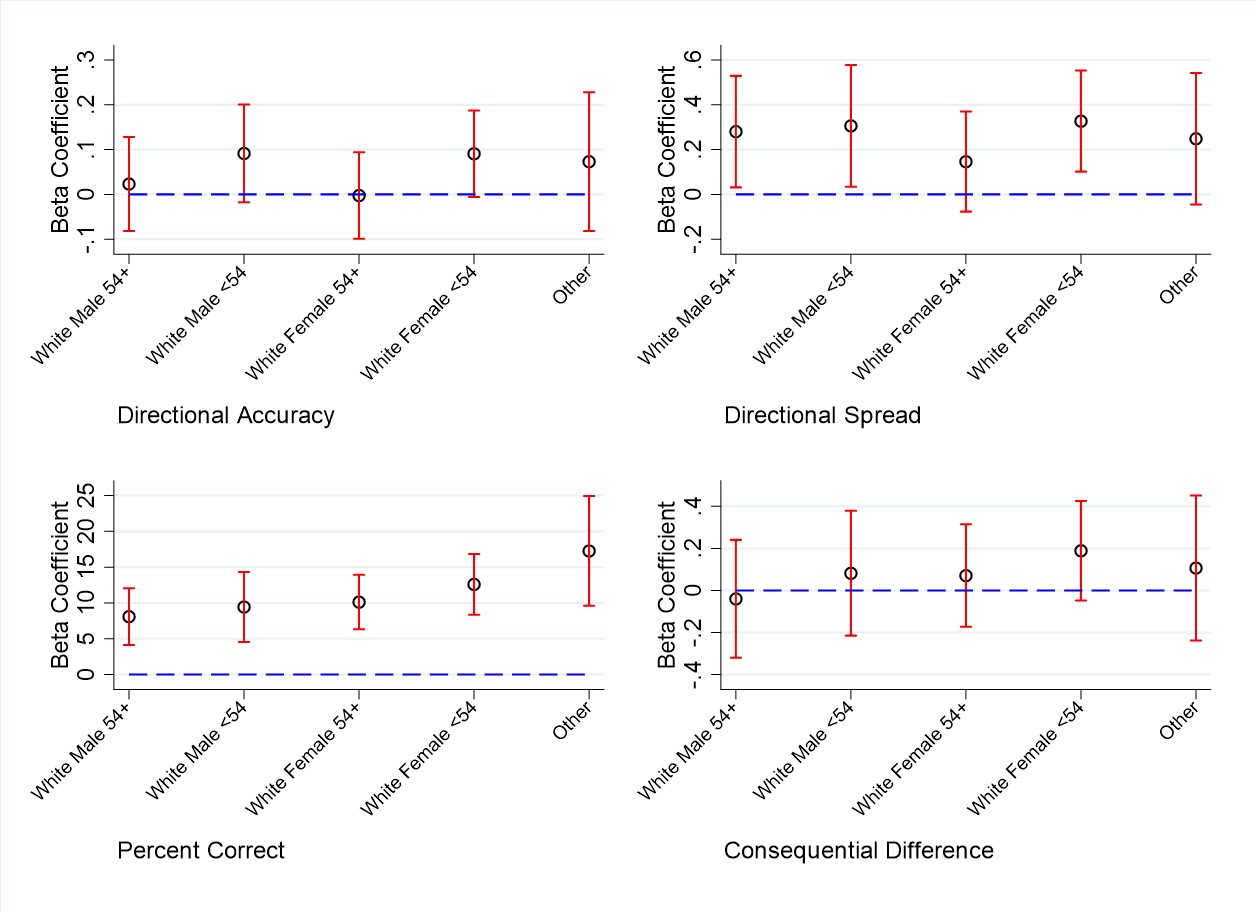 Beta Coefficient
.3
.2
.1
0
-.1
White Male 54+
White Male <54
White Female 54+
White Female <54
Other
Directional Accuracy
Beta Coefficient
.6
.4
.2
0
-.2
White Male 54+
White Male <54
White Female 54+
White Female <54
Other
Directional Spread
Beta Coefficient
25
20
15
10
5
0
White Male 54+
White Male <54
White Female 54+
White Female <54
Other
Percent Correct
Beta Coefficient
.4
.2
0
-.2
-.4
White Male 54+
White Male <54
White Female 54+
White Female <54
Other
Consequential Difference